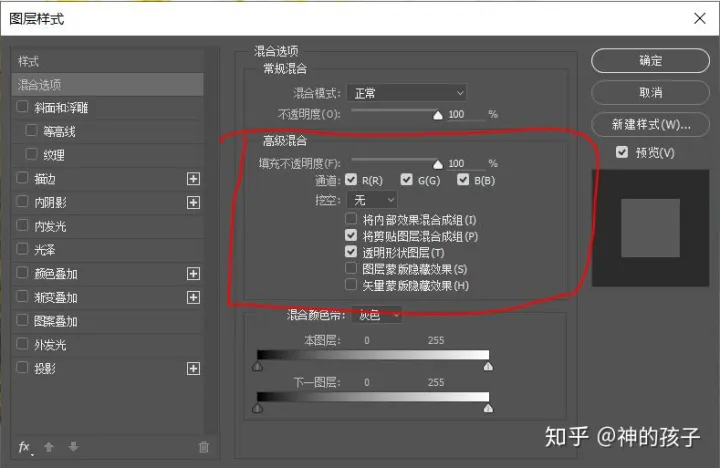 图层样式
样式
混合选项
斜面和浮雕
等高线
纹理
描边
内阴影
内发光
光泽
颜色叠加
渐变叠加
图案叠加
外发光
投影
fx
混合选项
常规混合
混合模式: 正常
不透明度(O): 100 %
高级混合
填充不透明度(F): 100 %
通道: R(R) G(G) B(B)
挖空: 无
将内部效果混合成组(I)
将剪贴图层混合成组(P)
透明形状图层(T)
图层蒙版隐藏效果(S)
矢量蒙版隐藏效果(H)
混合颜色带: 灰色
本图层: 0 255
下一图层: 0 255
确定
取消
新建样式(W)...
预览(V)
知乎 @神的孩子